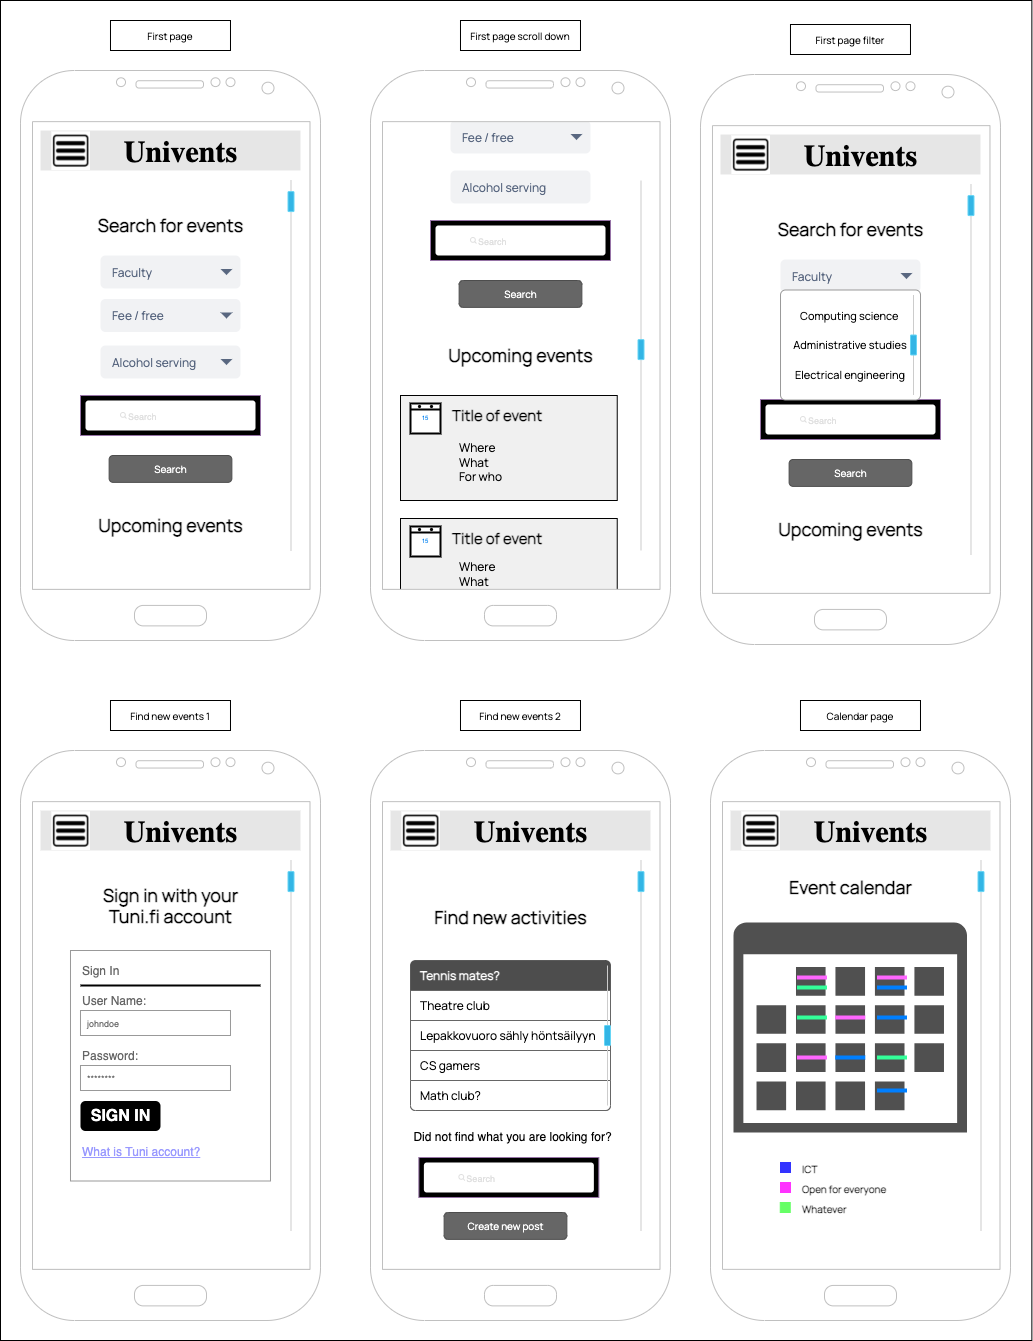 First page
Univents
Search for events
Faculty
Fee / free
Alcohol serving
Search
Search
Upcoming events
First page scroll down
Fee / free
Alcohol serving
Search
Search
Upcoming events
15
Title of event
Where
What
For who
15
Title of event
Where
What
First page filter
Univents
Search for events
Faculty
Computing science
Administrative studies
Electrical engineering
Search
Search
Upcoming events
Find new events 1
Univents
Sign in with your
Tuni.fi account
Sign In
User Name:
johndoe
Password:
********
SIGN IN
What is Tuni account?
Find new events 2
Univents
Find new activities
Tennis mates?
Theatre club
Lepakkovuoro sähly höntsäilyyn
CS gamers
Math club?
Did not find what you are looking for?
Search
Create new post
Calendar page
Univents
Event calendar
ICT
Open for everyone
Whatever